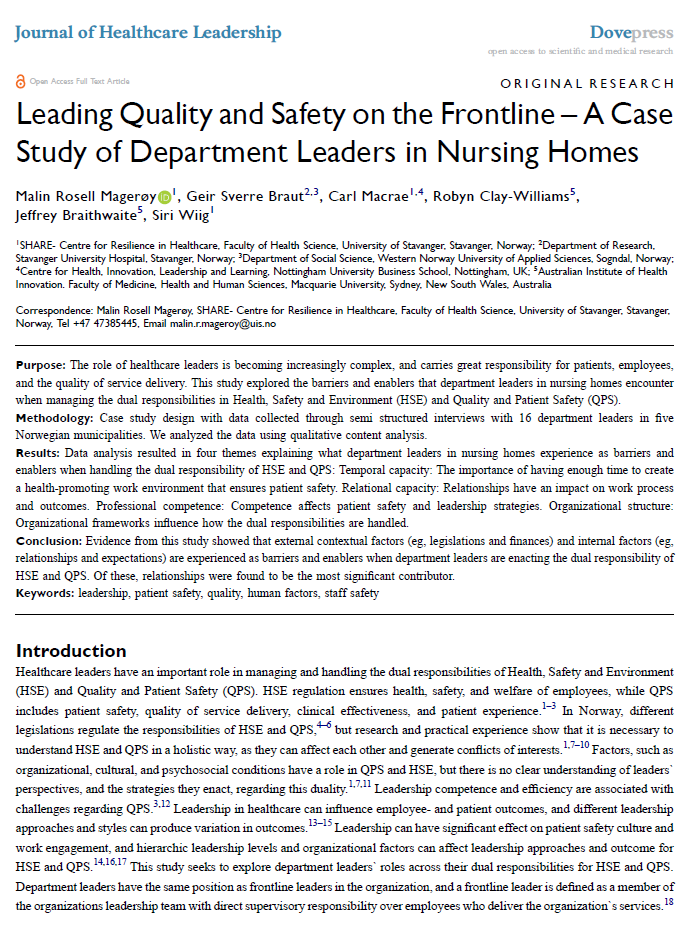 Journal of Healthcare Leadership
Dovepress
open access to scientific and medical research
Open Access Full Text Article
ORIGINAL RESEARCH
Leading Quality and Safety on the Frontline – A Case
Study of Department Leaders in Nursing Homes
Malin Rosell Magerøy iD 1, Geir Sverre Braut2,3, Carl Macrae1,4, Robyn Clay-Williams5,
Jeffrey Braithwaite5, Siri Wiig1
1SHARE- Centre for Resilience in Healthcare, Faculty of Health Science, University of Stavanger, Stavanger, Norway; 2Department of Research,
Stavanger University Hospital, Stavanger, Norway; 3Department of Social Science, Western Norway University of Applied Sciences, Sogndal, Norway;
4Centre for Health, Innovation, Leadership and Learning, Nottingham University Business School, Nottingham, UK; 5Australian Institute of Health
Innovation. Faculty of Medicine, Health and Human Sciences, Macquarie University, Sydney, New South Wales, Australia
Correspondence: Malin Rosell Magerøy, SHARE- Centre for Resilience in Healthcare, Faculty of Health Science, University of Stavanger, Stavanger,
Norway, Tel +47 47385445, Email malin.r.mageroy@uis.no
Purpose: The role of healthcare leaders is becoming increasingly complex, and carries great responsibility for patients, employees,
and the quality of service delivery. This study explored the barriers and enablers that department leaders in nursing homes encounter
when managing the dual responsibilities in Health, Safety and Environment (HSE) and Quality and Patient Safety (QPS).
Methodology: Case study design with data collected through semi structured interviews with 16 department leaders in five
Norwegian municipalities. We analyzed the data using qualitative content analysis.
Results: Data analysis resulted in four themes explaining what department leaders in nursing homes experience as barriers and
enablers when handling the dual responsibility of HSE and QPS: Temporal capacity: The importance of having enough time to create
a health-promoting work environment that ensures patient safety. Relational capacity: Relationships have an impact on work process
and outcomes. Professional competence: Competence affects patient safety and leadership strategies. Organizational structure:
Organizational frameworks influence how the dual responsibilities are handled.
Conclusion: Evidence from this study showed that external contextual factors (eg, legislations and finances) and internal factors (eg,
relationships and expectations) are experienced as barriers and enablers when department leaders are enacting the dual responsibility of
HSE and QPS. Of these, relationships were found to be the most significant contributor.
Keywords: leadership, patient safety, quality, human factors, staff safety
Introduction
Healthcare leaders have an important role in managing and handling the dual responsibilities of Health, Safety and Environment
(HSE) and Quality and Patient Safety (QPS). HSE regulation ensures health, safety, and welfare of employees, while QPS
includes patient safety, quality of service delivery, clinical effectiveness, and patient experience.1–3 In Norway, different
legislations regulate the responsibilities of HSE and QPS,4–6 but research and practical experience show that it is necessary to
understand HSE and QPS in a holistic way, as they can affect each other and generate conflicts of interests.1,7–10 Factors, such as
organizational, cultural, and psychosocial conditions have a role in QPS and HSE, but there is no clear understanding of leaders`
perspectives, and the strategies they enact, regarding this duality.1,7,11 Leadership competence and efficiency are associated with
challenges regarding QPS.3,12 Leadership in healthcare can influence employee- and patient outcomes, and different leadership
approaches and styles can produce variation in outcomes.13–15 Leadership can have significant effect on patient safety culture and
work engagement, and hierarchic leadership levels and organizational factors can affect leadership approaches and outcome for
HSE and QPS.14,16,17 This study seeks to explore department leaders` roles across their dual responsibilities for HSE and QPS.
Department leaders have the same position as frontline leaders in the organization, and a frontline leader is defined as a member of
the organizations leadership team with direct supervisory responsibility over employees who deliver the organization`s services.18